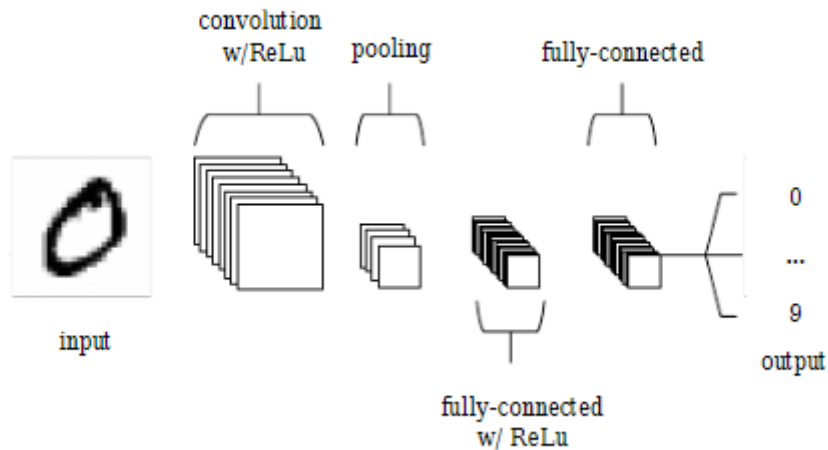 convolution
w/ReLu
pooling
fully-connected
0
...
9
input
output
fully-connected
w/ ReLu